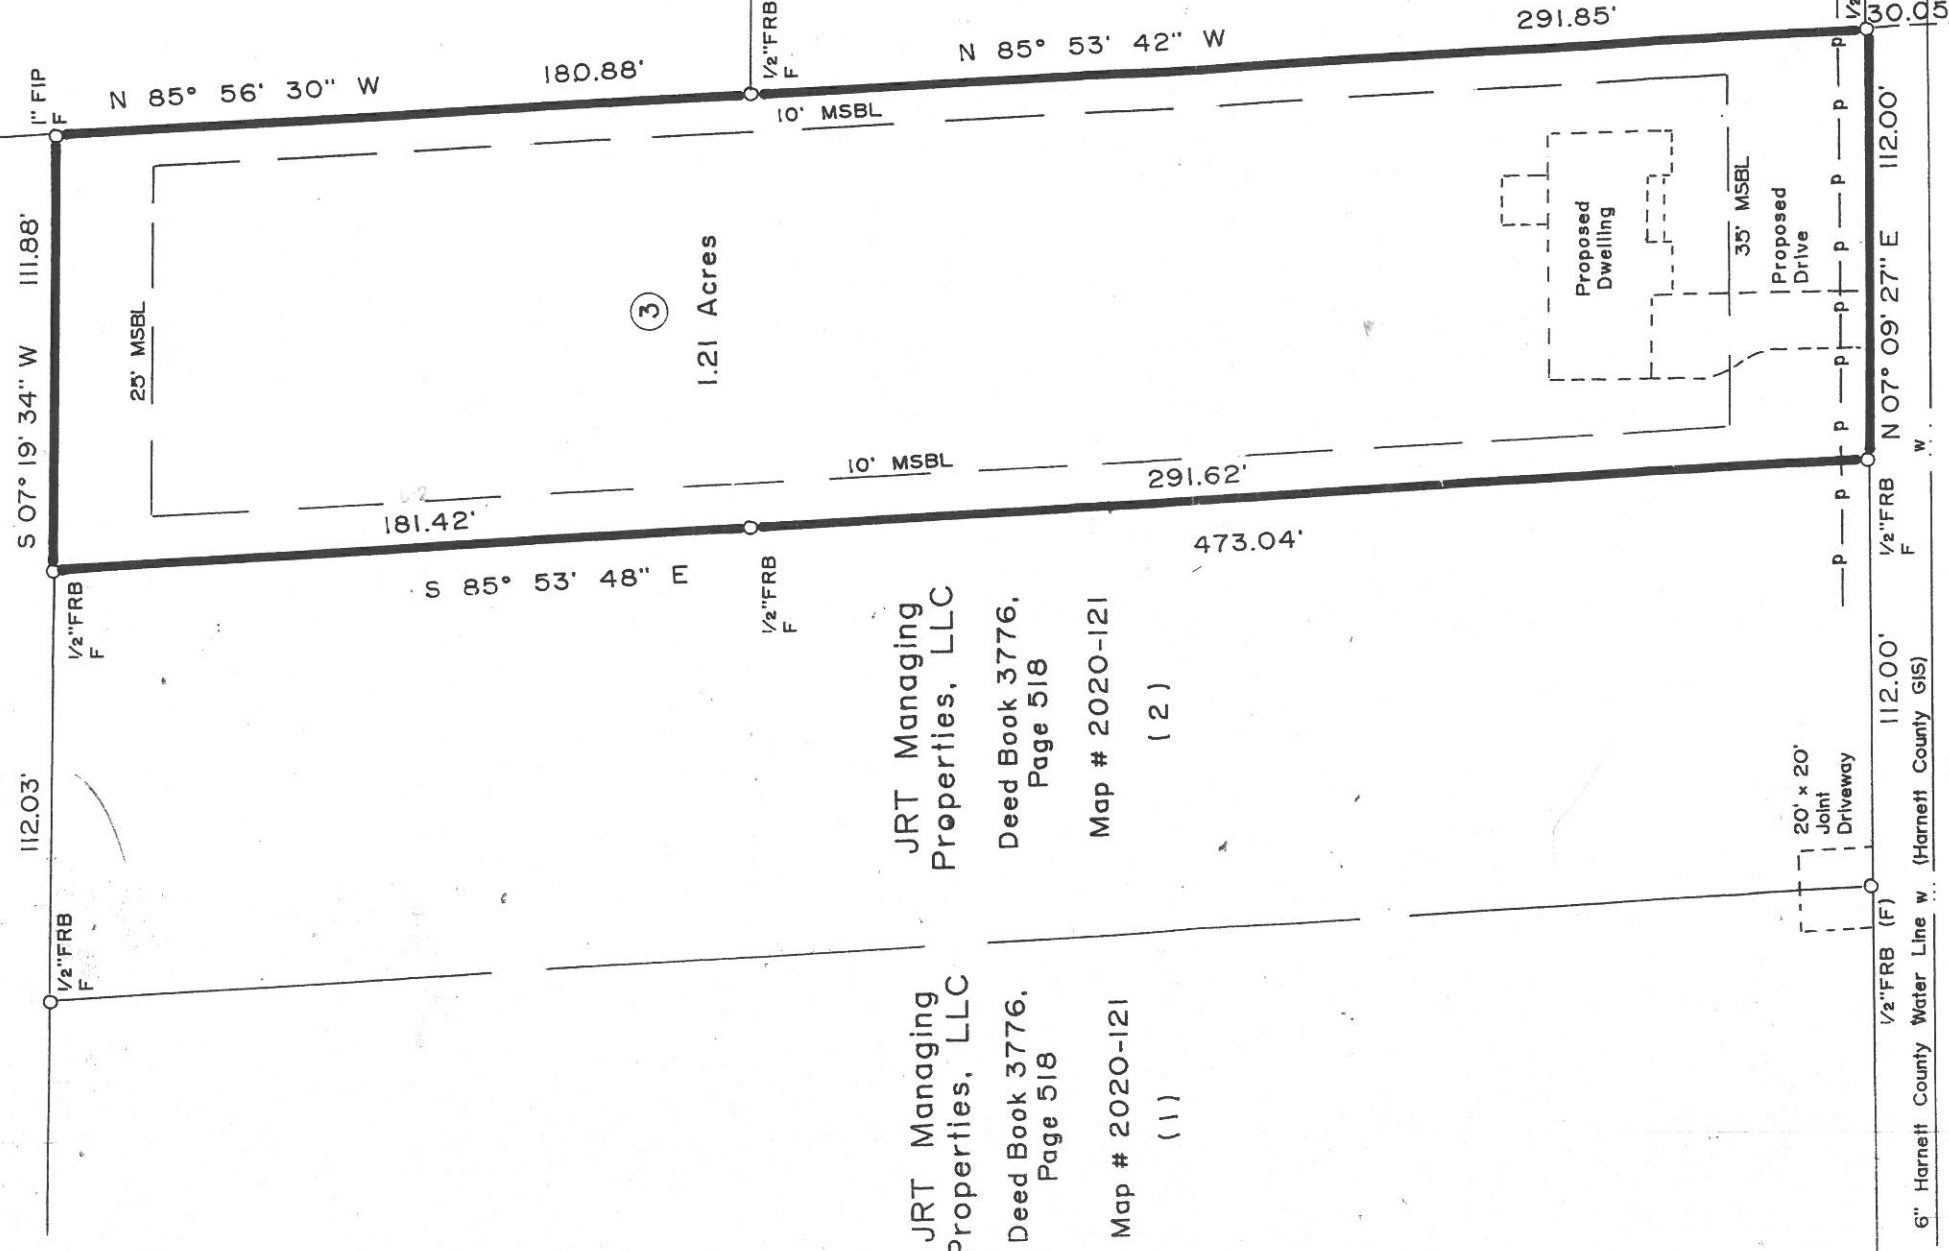 30.05
291.85'
N 85° 53' 42" W
1/2"FRB
F
180.88'
N 85° 56' 30" W
1" FIP
F
10' MSBL
112.00'
111.88'
35' MSBL
Proposed
Drive
Proposed
Dwelling
3
1.21 Acres
25' MSBL
N 07° 09' 27" E
S 07° 19' 34" W
P
P
P
P
P
P
P
P
P
10' MSBL
291.62'
181.42'
473.04'
S 85° 53' 48" E
1/2"FRB
F
1/2"FRB
F
1/2"FRB
F
w
JRT Managing
Properties, LLC
Deed Book 3776,
Page 518
Map # 2020-121
(2)
112.00'
112.03'
20' x 20'
Joint
Driveway
1/2"FRB
F
1/2"FRB (F)
6" Harnett County Water Line w (Harnett County GIS)
JRT Managing
Properties, LLC
Deed Book 3776,
Page 518
Map # 2020-121
(1)